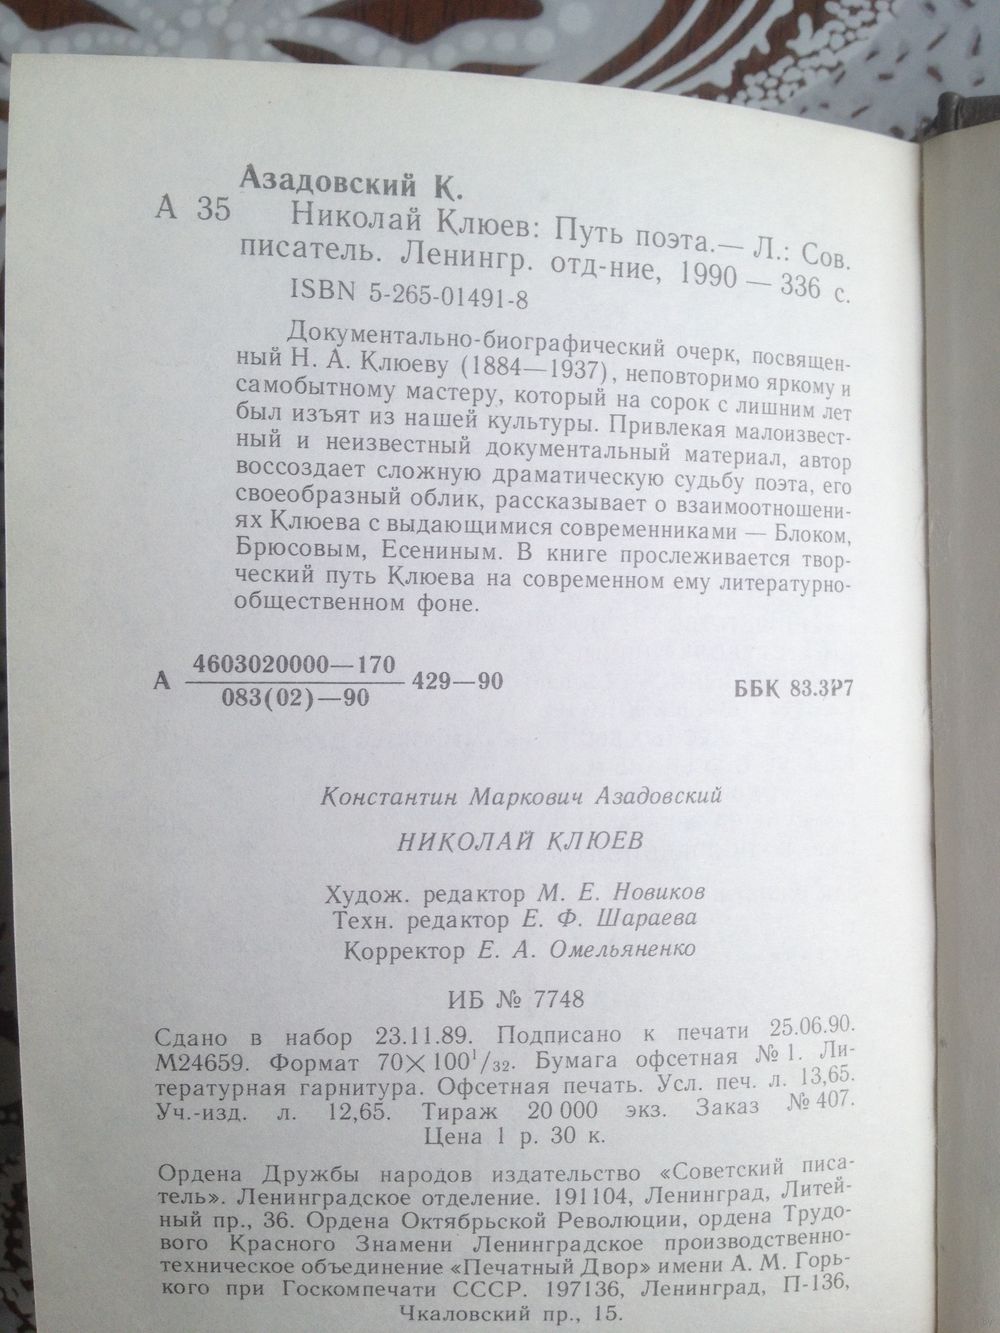 Азадовский К.
А 35 Николай Клюев: Путь поэта.— Л.: Сов.
писатель. Ленингр. отд-ние, 1990 — 336 с.
ISBN 5-265-01491-8
Документально-биографический очерк, посвящен-
ный Н. А. Клюеву (1884—1937), неповторимо яркому и
самобытному мастеру, который на сорок с лишним лет
был изъят из нашей культуры. Привлекая малоизвест-
ный и неизвестный документальный материал, автор
воссоздает сложную драматическую судьбу поэта, его
своеобразный облик, рассказывает о взаимоотношени-
ях Клюева с выдающимися современниками — Блоком,
Брюсовым, Есениным. В книге прослеживается твор-
ческий путь Клюева на современном ему литературно-
общественном фоне.
4603020000—170
А 429—90 ББК 83.3Р7
083(02)—90
Константин Маркович Азадовский
НИКОЛАЙ КЛЮЕВ
Худож. редактор М. Е. Новиков
Техн. редактор Е. Ф. Шараева
Корректор Е. А. Омельяненко
ИБ № 7748
Сдано в набор 23.11.89. Подписано к печати 25.06.90.
М24659. Формат 70×100¹/₃₂. Бумага офсетная № 1. Ли-
тературная гарнитура. Офсетная печать. Усл. печ. л. 13,65.
Уч.-изд. л. 12,65. Тираж 20 000 экз. Заказ № 407.
Цена 1 р. 30 к.
Ордена Дружбы народов издательство «Советский писа-
тель». Ленинградское отделение. 191104, Ленинград, Литей-
ный пр., 36. Ордена Октябрьской Революции, ордена Трудо-
вого Красного Знамени Ленинградское производственно-
техническое объединение «Печатный Двор» имени А. М. Горь-
кого при Госкомпечати СССР. 197136, Ленинград, П-136,
Чкаловский пр., 15.